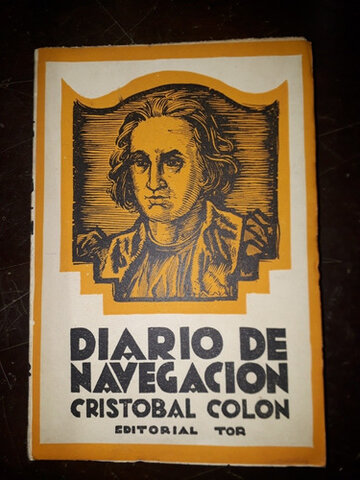 DIARIO DE
NAVEGACION
CRISTOBAL COLON
EDITORIAL TOR